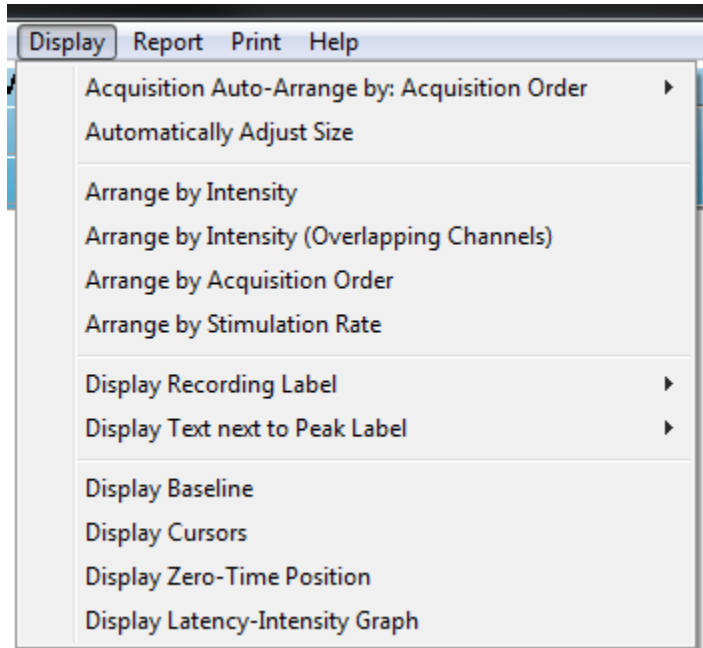 Display Report Print Help
Acquisition Auto-Arrange by: Acquisition Order
Automatically Adjust Size
Arrange by Intensity
Arrange by Intensity (Overlapping Channels)
Arrange by Acquisition Order
Arrange by Stimulation Rate
Display Recording Label
Display Text next to Peak Label
Display Baseline
Display Cursors
Display Zero-Time Position
Display Latency-Intensity Graph